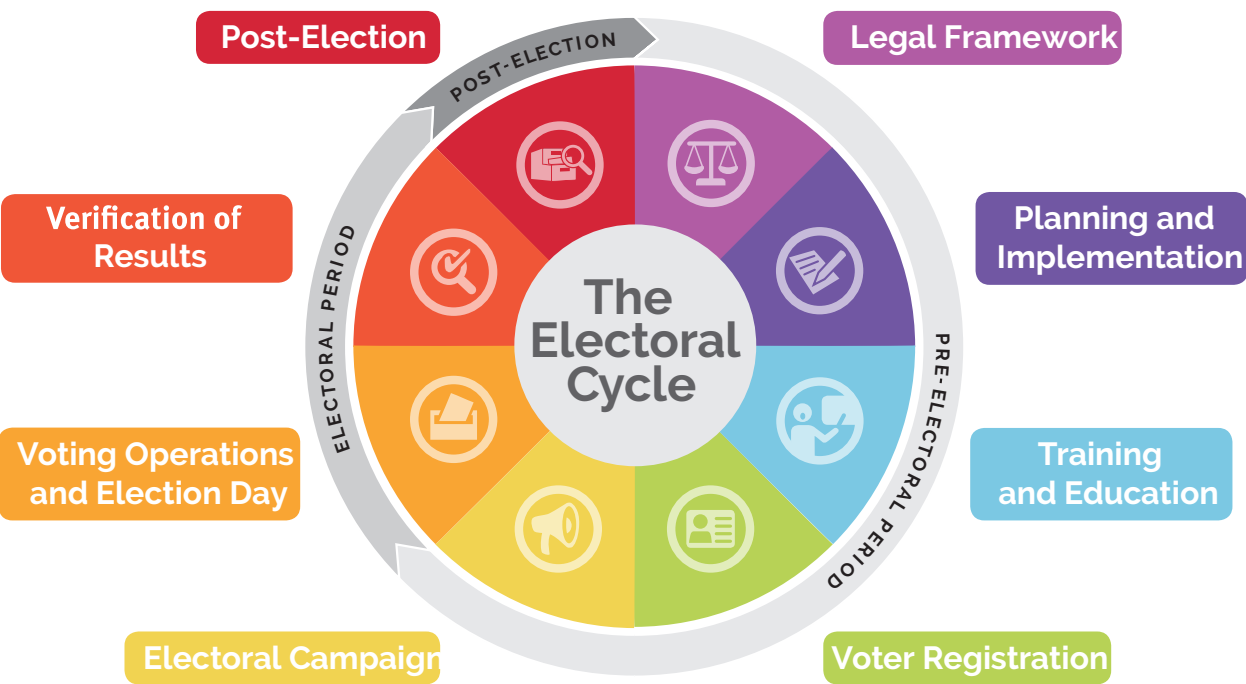 Post-Election
Legal Framework
POST-ELECTION
Verification of
Results
Planning and
Implementation
ELECTORAL PERIOD
The
Electoral
Cycle
PRE-ELECTORAL PERIOD
Voting Operations
and Election Day
Training
and Education
Electoral Campaign
Voter Registration